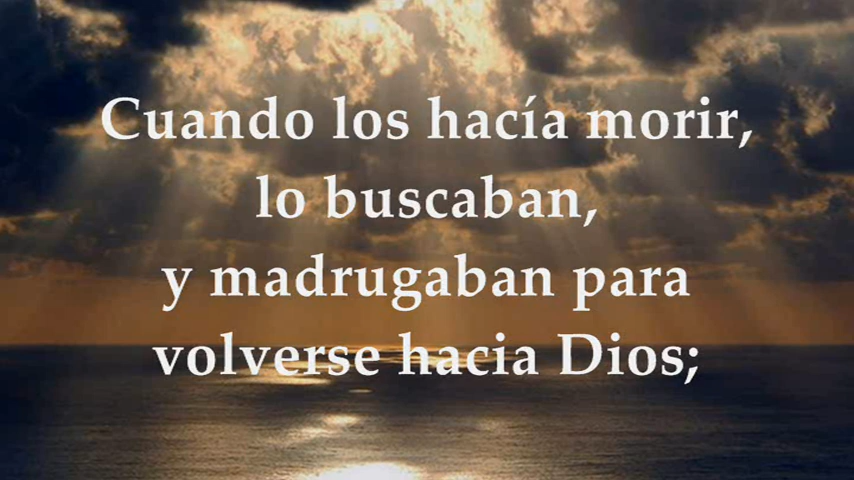 Cuando los hacía morir,
lo buscaban,
y madrugaban para
volverse hacia Dios;